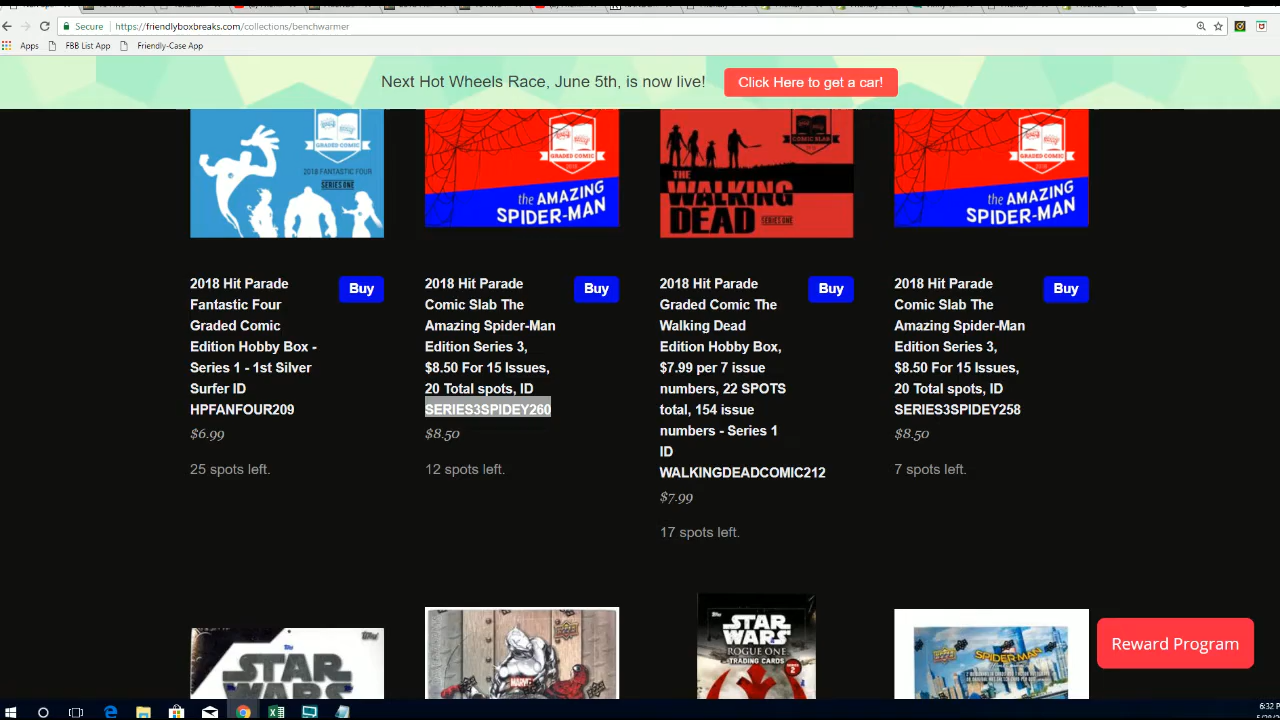 Secure
https://friendlyboxbreaks.com/collections/benchwarmer
Apps
FBB List App
Friendly-Case App
Next Hot Wheels Race, June 5th, is now live!
Click Here to get a car!
GRADED COMIC
2018 FANTASTIC FOUR
SERIES ONE
GRADED COMIC
the AMAZING
SPIDER-MAN
COMIC SLAB
THE
WALKING
DEAD
SERIES ONE
GRADED COMIC
the AMAZING
SPIDER-MAN
2018 Hit Parade
Fantastic Four
Graded Comic
Edition Hobby Box -
Series 1 - 1st Silver
Surfer ID
HPFANFOUR209
Buy
$6.99
25 spots left.
2018 Hit Parade
Comic Slab The
Amazing Spider-Man
Edition Series 3,
$8.50 For 15 Issues,
20 Total spots, ID
SERIES3SPIDEY260
Buy
$8.50
12 spots left.
2018 Hit Parade
Graded Comic The
Walking Dead
Edition Hobby Box,
$7.99 per 7 issue
numbers, 22 SPOTS
total, 154 issue
numbers - Series 1
ID
WALKINGDEADCOMIC212
Buy
$7.99
17 spots left.
2018 Hit Parade
Comic Slab The
Amazing Spider-Man
Edition Series 3,
$8.50 For 15 Issues,
20 Total spots, ID
SERIES3SPIDEY258
Buy
$8.50
7 spots left.
topps
STAR
WARS
MARVEL
topps
STAR
WARS
ROGUE ONE
TRADING CARDS
SPIDER-MAN
Reward Program
6:32 P